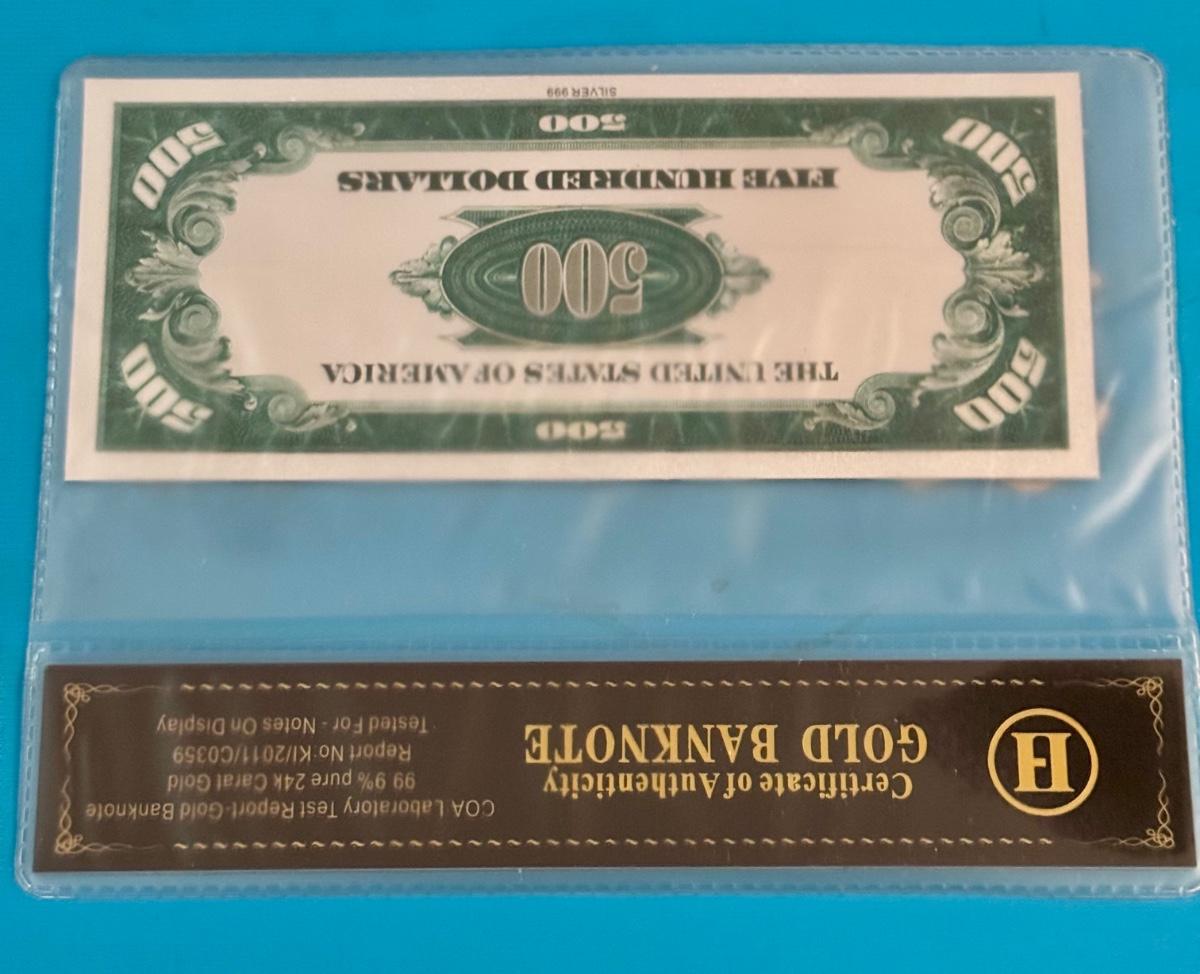 H
Certificate of Authenticity
GOLD BANKNOTE
COA Laboratory Test Report-Gold Banknote
99.9% pure 24k Carat Gold
Report No:KI/2011/C0359
Tested For - Notes On Display
500
500
500
THE UNITED STATES OF AMERICA
500
FIVE HUNDRED DOLLARS
500
500
500
SILVER 999